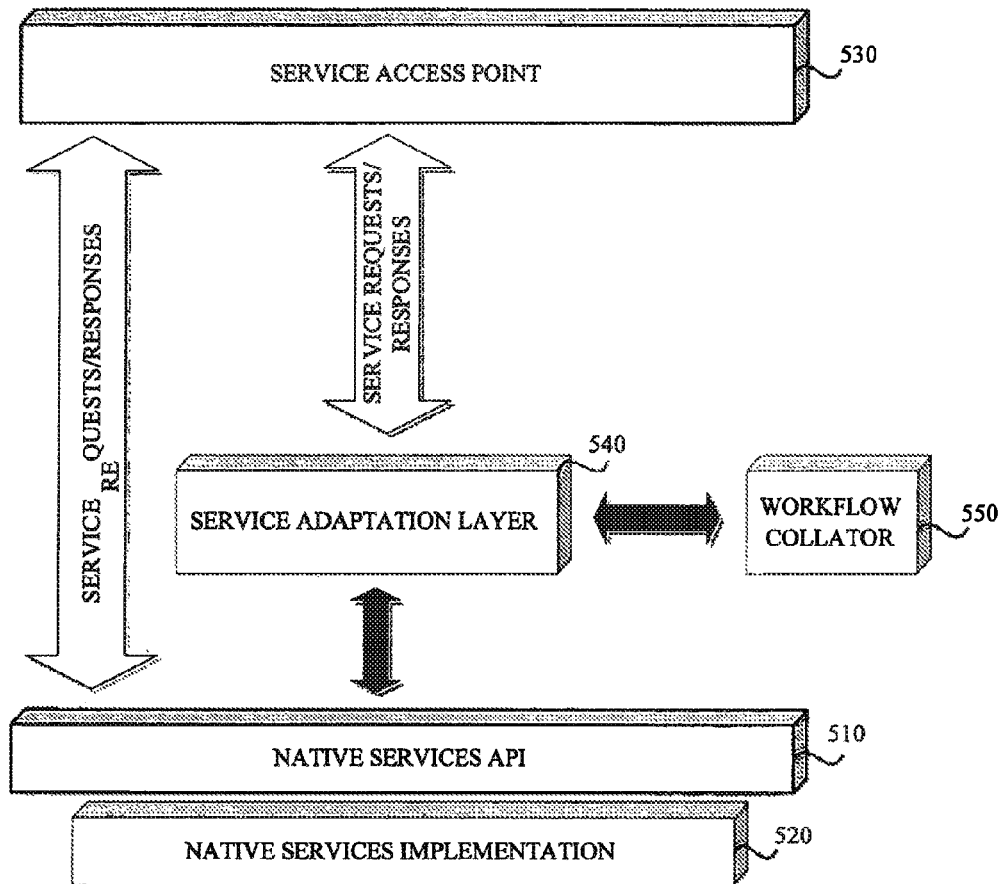 SERVICE ACCESS POINT
530
SERVICE REQUESTS/RESPONSES
SERVICE REQUESTS/
RESPONSES
540
SERVICE ADAPTATION LAYER
WORKFLOW
COLLATOR
550
NATIVE SERVICES API
510
NATIVE SERVICES IMPLEMENTATION
520